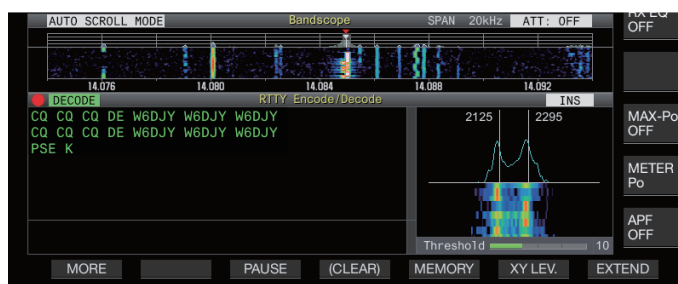 AUTO SCROLL MODE Bandscope SPAN 20kHz ATT: OFF
RX EQ
OFF
14.076 14.080 14.084 14.088 14.092
DECODE RTTY Encode/Decode INS
CQ CQ CQ DE W6DJY W6DJY W6DJY
CQ CQ CQ DE W6DJY W6DJY W6DJY
PSE K
2125 2295
MAX-Po
OFF
METER
Po
APF
OFF
Threshold 10
MORE PAUSE (CLEAR) MEMORY XY LEV. EXTEND